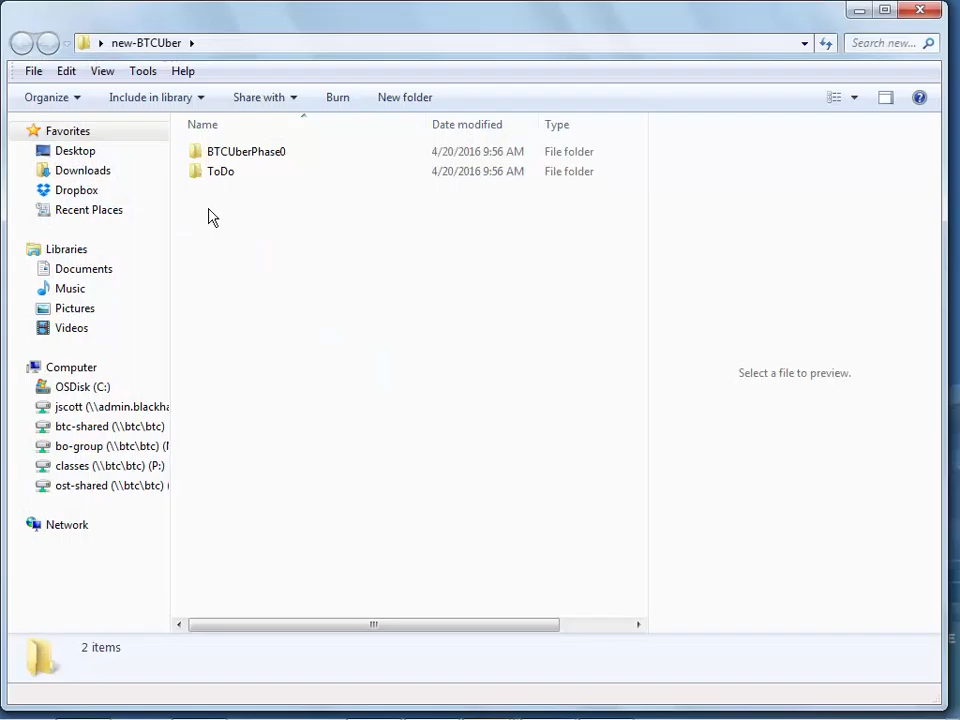 new-BTCUber
Search new...
File Edit View Tools Help
Organize Include in library Share with Burn New folder
Name Date modified Type
Favorites
Desktop
Downloads
Dropbox
Recent Places
Libraries
Documents
Music
Pictures
Videos
Computer
OSDisk (C:)
jscott (\\admin.blackha
btc-shared (\\btc\btc)
bo-group (\\btc\btc) (
classes (\\btc\btc) (P:)
ost-shared (\\btc\btc) (
Network
BTCUberPhase0 4/20/2016 9:56 AM File folder
ToDo 4/20/2016 9:56 AM File folder
Select a file to preview.
2 items